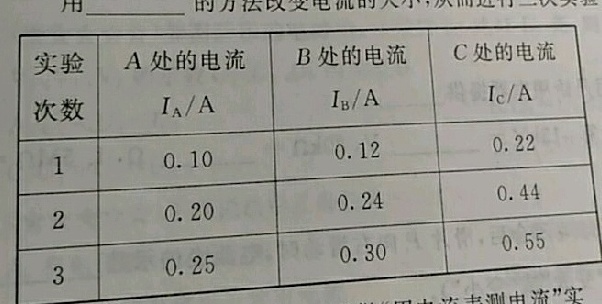 用________的方法改变电流的大小,从而进行三次实验
实验次数 A 处的电流 I_A/A B 处的电流 I_B/A C 处的电流 I_C/A
1 0.10 0.12 0.22
2 0.20 0.24 0.44
3 0.25 0.30 0.55
“用电流表测电流”实